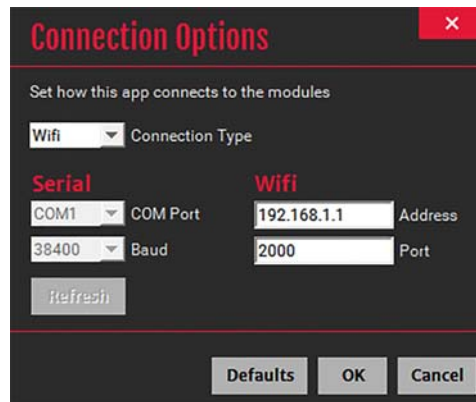 Connection Options
×
Set how this app connects to the modules
Wifi Connection Type
Serial Wifi
COM1 COM Port 192.168.1.1 Address
38400 Baud 2000 Port
Refresh
Defaults OK Cancel